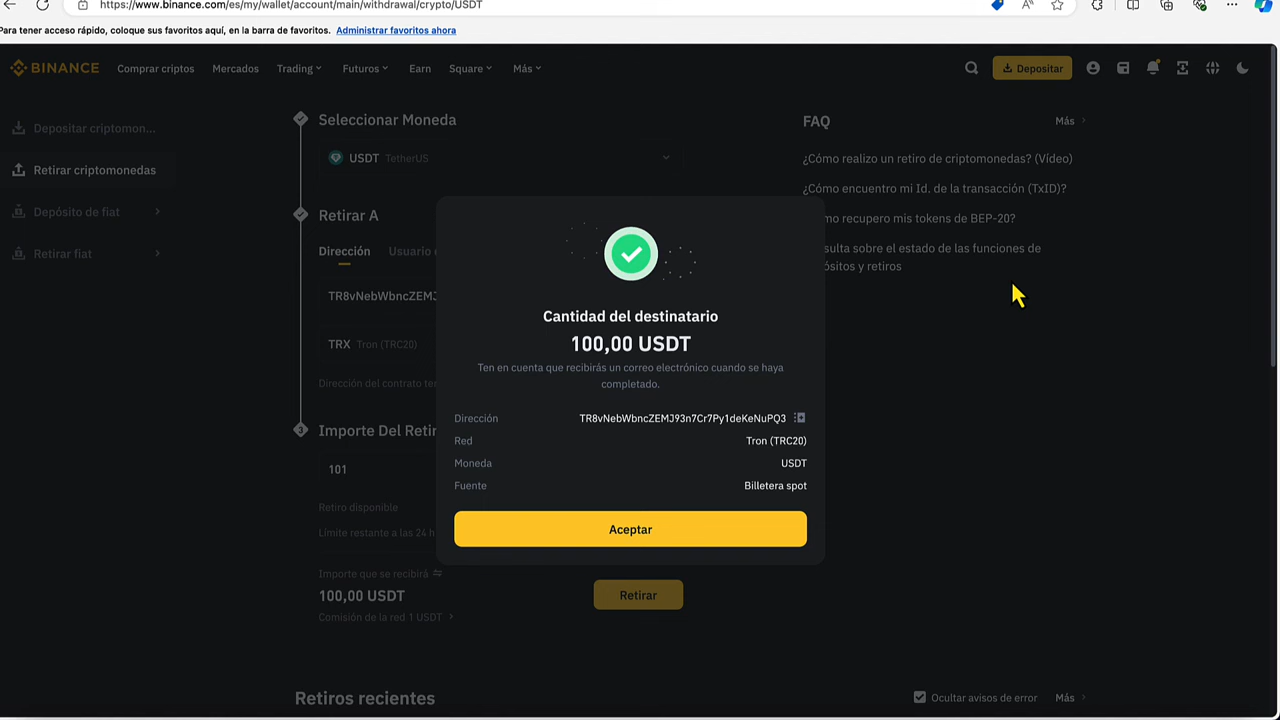 https://www.binance.com/es/my/wallet/account/main/withdrawal/crypto/USDT
Para tener acceso rápido, coloque sus favoritos aquí, en la barra de favoritos. Administrar favoritos ahora
BINANCE Comprar criptos Mercados Trading Futuros Earn Square Más Depositar
Depositar criptomon...
Retirar criptomonedas
Depósito de fiat
Retirar fiat
Seleccionar Moneda
USDT TetherUS
Retirar A
Dirección Usuario
TR8vNebWbncZEMJ
TRX Tron (TRC20)
Dirección del contrato
Importe Del Retir
101
Retiro disponible
Límite restante a las 24 h
Importe que se recibirá
100,00 USDT
Comisión de la red 1 USDT
Retirar
Cantidad del destinatario
100,00 USDT
Ten en cuenta que recibirás un correo electrónico cuando se haya
completado.
Dirección TR8vNebWbncZEMJ93n7Cr7Py1deKeNuPQ3
Red Tron (TRC20)
Moneda USDT
Fuente Billetera spot
Aceptar
FAQ Más
¿Cómo realizo un retiro de criptomonedas? (Vídeo)
¿Cómo encuentro mi Id. de la transacción (TxID)?
mo recupero mis tokens de BEP-20?
sulta sobre el estado de las funciones de
ósitos y retiros
Retiros recientes
Ocultar avisos de error Más